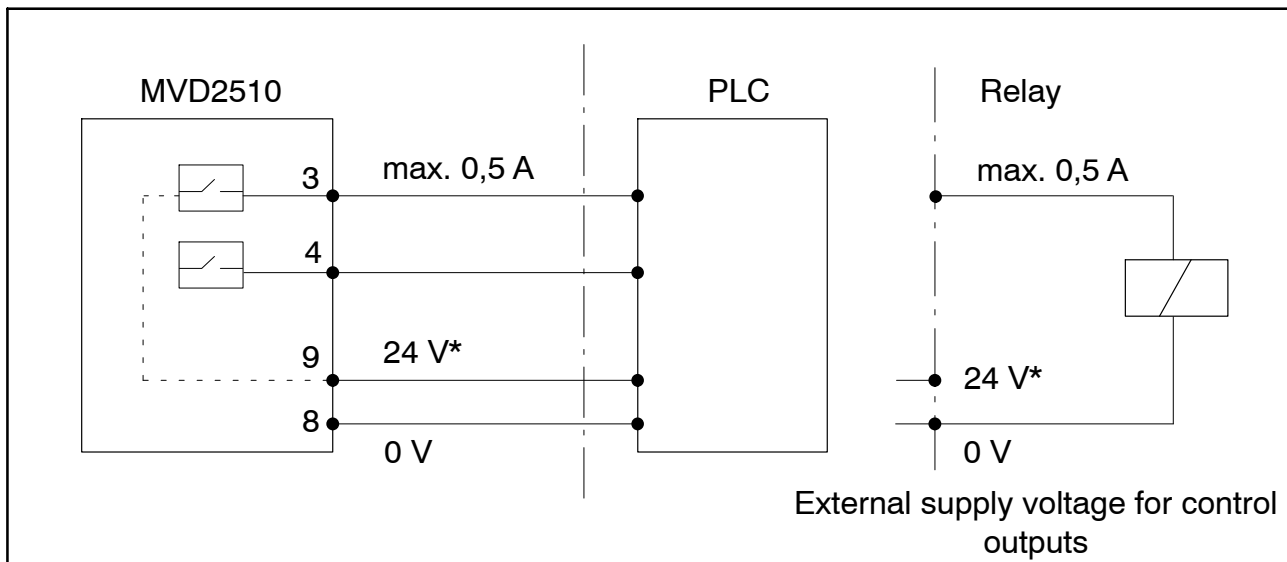 MVD2510
PLC
Relay
3
max. 0,5 A
max. 0,5 A
4
9
24 V*
24 V*
8
0 V
0 V
External supply voltage for control
outputs